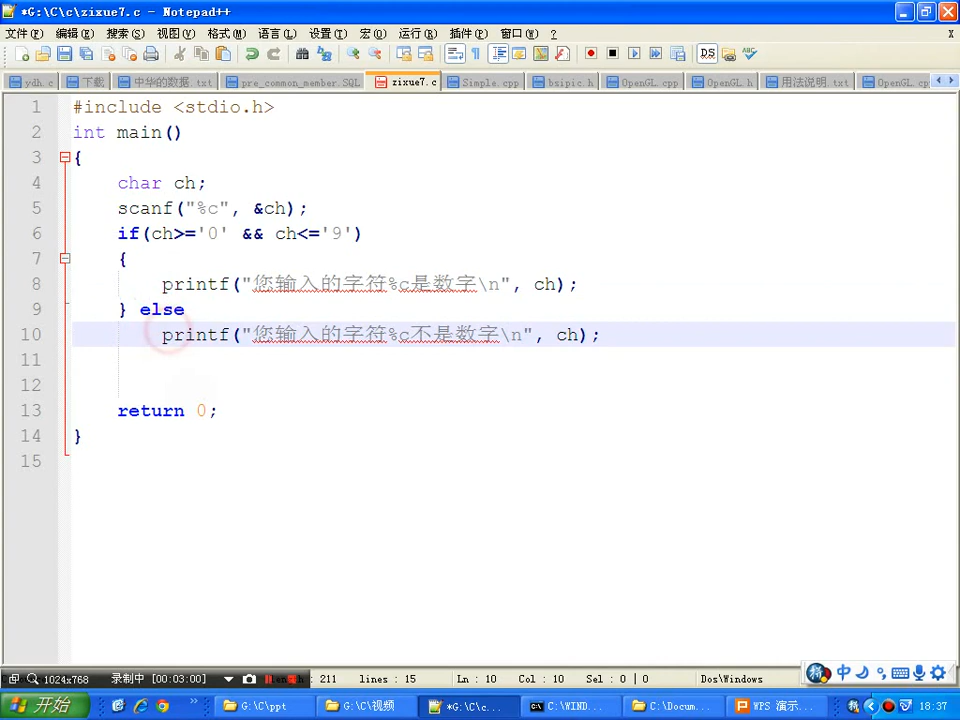 *G:\C\c\zixue7.c - Notepad++
文件(F) 编辑(E) 搜索(S) 视图(V) 格式(M) 语言(L) 设置(T) 宏(O) 运行(R) 插件(P) 窗口(W) ? X
ydh.c 下载 中华的数据.txt pre_common_member.SQL zixue7.c Simple.cpp bsipic.h OpenGL.cpp OpenGL.h 用法说明.txt OpenGL.cp
1 #include <stdio.h>
2 int main()
3 {
4 char ch;
5 scanf("%c", &ch);
6 if(ch>='0' && ch<='9')
7 {
8 printf("您输入的字符%c是数字\n", ch);
9 } else
10 printf("您输入的字符%c不是数字\n", ch);
11
12
13 return 0;
14 }
15
1024x768 录制中 [00:03:00] length : 211 lines : 15 Ln : 10 Col : 10 Sel : 0 | 0 Dos\Windows
中
开始 G:\C\ppt G:\C\视频 *G:\C\c... C:\WIND... C:\Docum... WPS 演示... 18:37